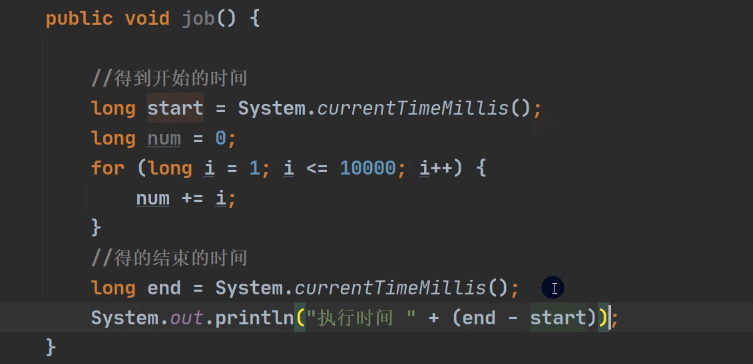 public void job() {
//得到开始的时间
long start = System.currentTimeMillis();
long num = 0;
for (long i = 1; i <= 10000; i++) {
num += i;
}
//得的结束的时间
long end = System.currentTimeMillis();
System.out.println("执行时间 " + (end - start));
}